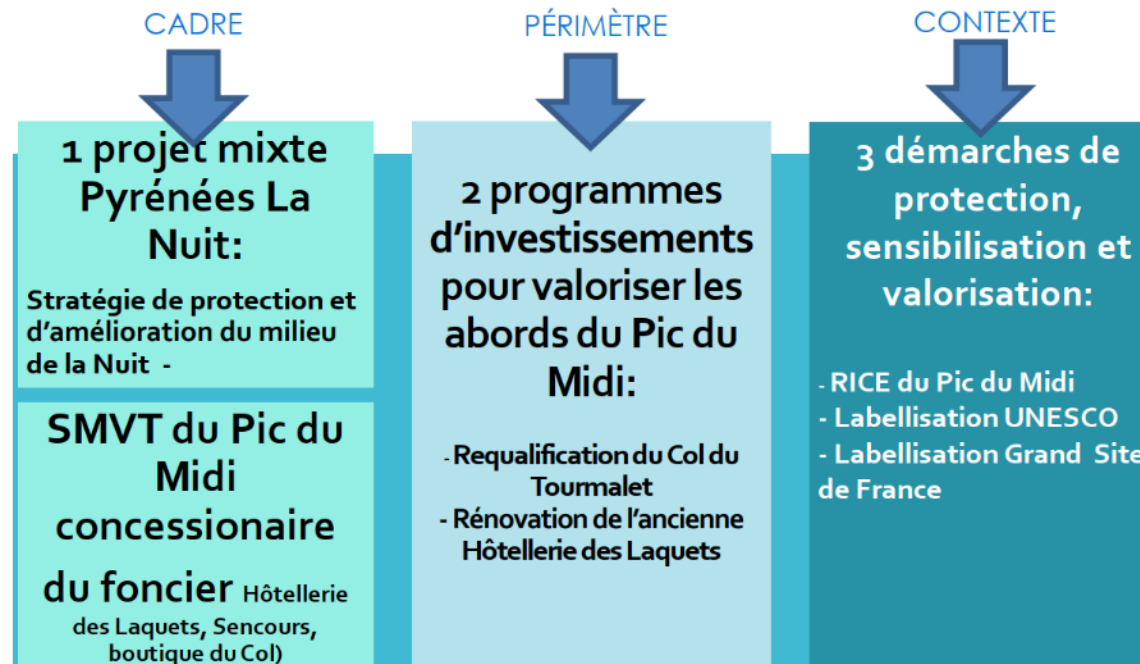 CADRE
1 projet mixte
Pyrénées La
Nuit:
Stratégie de protection et
d'amélioration du milieu
de la Nuit -
SMVT du Pic du
Midi
concessionaire
du foncier Hôtellerie
des Laquets, Sencours,
boutique du Col)
PÉRIMÈTRE
2 programmes
d'investissements
pour valoriser les
abords du Pic du
Midi:
- Requalification du Col du
Tourmalet
- Rénovation de l'ancienne
Hôtellerie des Laquets
CONTEXTE
3 démarches de
protection,
sensibilisation et
valorisation:
- RICE du Pic du Midi
- Labellisation UNESCO
- Labellisation Grand Site
de France